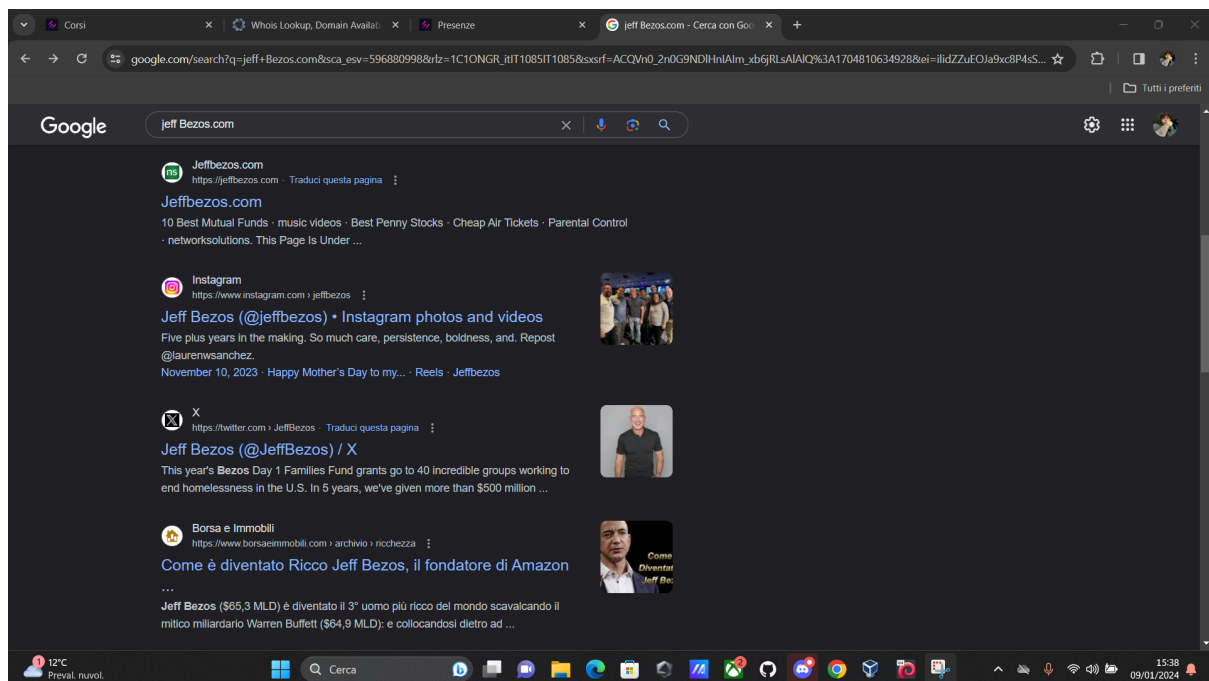 Corsi
Whois Lookup, Domain Availab
Presenze
jeff Bezos.com - Cerca con Goo
google.com/search?q=jeff+Bezos.com&sca_esv=596880998&rlz=1C1ONGR_itIT1085IT1085&sxsrf=ACQVn0_2n0G9NDlHnIAlm_xb6jRLsAlAlQ%3A1704810634928&ei=ilidZZuEOJa9xc8P4sS...
Tutti i preferiti
Google
jeff Bezos.com
ns
Jeffbezos.com
https://jeffbezos.com · Traduci questa pagina
Jeffbezos.com
10 Best Mutual Funds · music videos · Best Penny Stocks · Cheap Air Tickets · Parental Control
· networksolutions. This Page Is Under ...
Instagram
https://www.instagram.com › jeffbezos
Jeff Bezos (@jeffbezos) • Instagram photos and videos
Five plus years in the making. So much care, persistence, boldness, and. Repost
@laurenwsanchez.
November 10, 2023 · Happy Mother's Day to my... · Reels · Jeffbezos
X
https://twitter.com › JeffBezos · Traduci questa pagina
Jeff Bezos (@JeffBezos) / X
This year's Bezos Day 1 Families Fund grants go to 40 incredible groups working to
end homelessness in the U.S. In 5 years, we've given more than $500 million ...
Borsa e Immobili
https://www.borsaeimmobili.com › archivio › ricchezza
Come è diventato Ricco Jeff Bezos, il fondatore di Amazon
...
Come
Diventat
Jeff Be
Jeff Bezos ($65,3 MLD) è diventato il 3° uomo più ricco del mondo scavalcando il
mitico miliardario Warren Buffett ($64,9 MLD): e collocandosi dietro ad ...
1
12°C
Preval. nuvol.
Cerca
15:38
09/01/2024